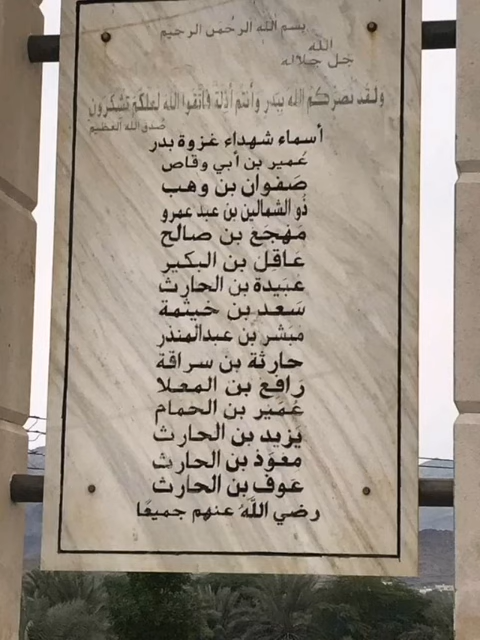 بسم الله الرحمن الرحيم
الله
جل جلاله
ولقد نصركم الله ببدر وأنتم أذلة فاتقوا الله لعلكم تشكرون
صدق الله العظيم
أسماء شهداء غزوة بدر
عمير بن أبي وقاص
صفوان بن وهب
ذو الشمالين بن عبد عمرو
مهجع بن صالح
عاقل بن البكير
عبيدة بن الحارث
سعد بن خيثمة
مبشر بن عبدالمنذر
حارثة بن سراقة
رافع بن المعلا
عمير بن الحمام
يزيد بن الحارث
معوذ بن الحارث
عوف بن الحارث
رضي الله عنهم جميعًا